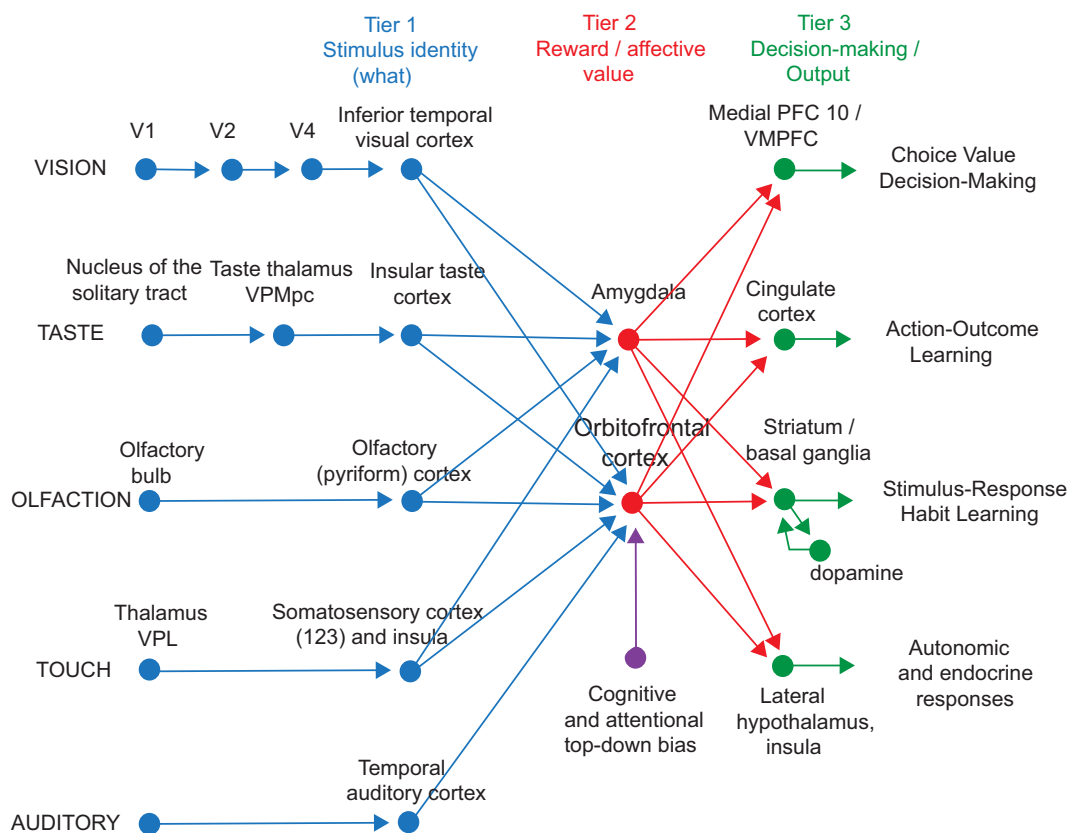 Tier 1
Stimulus identity
(what)
Tier 2
Reward / affective
value
Tier 3
Decision-making /
Output
V1
V2
V4
Inferior temporal
visual cortex
Medial PFC 10 /
VMPFC
VISION
Choice Value
Decision-Making
Nucleus of the
solitary tract
Taste thalamus
VPMpc
Insular taste
cortex
Amygdala
Cingulate
cortex
TASTE
Action-Outcome
Learning
Olfactory
bulb
Olfactory
(pyriform) cortex
Orbitofrontal
cortex
Striatum /
basal ganglia
OLFACTION
Stimulus-Response
Habit Learning
dopamine
Thalamus
VPL
Somatosensory cortex
(123) and insula
TOUCH
Cognitive
and attentional
top-down bias
Lateral
hypothalamus,
insula
Autonomic
and endocrine
responses
Temporal
auditory cortex
AUDITORY